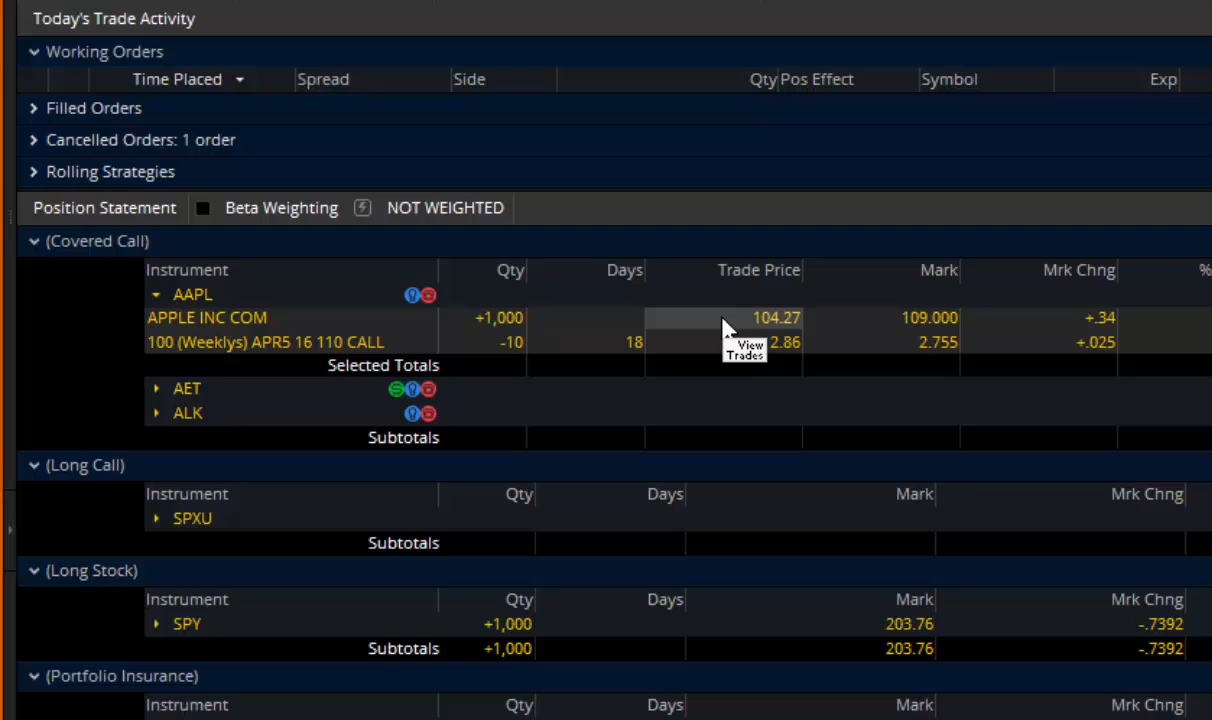 Today's Trade Activity
Working Orders
Time Placed Spread Side Qty Pos Effect Symbol Exp
Filled Orders
Cancelled Orders: 1 order
Rolling Strategies
Position Statement Beta Weighting NOT WEIGHTED
(Covered Call)
Instrument Qty Days Trade Price Mark Mrk Chng %
AAPL
APPLE INC COM +1,000 104.27 109.000 +.34
100 (Weeklys) APR5 16 110 CALL -10 18 2.86 2.755 +.025
View
Trades
Selected Totals
AET
ALK
Subtotals
(Long Call)
Instrument Qty Days Mark Mrk Chng
SPXU
Subtotals
(Long Stock)
Instrument Qty Days Mark Mrk Chng
SPY +1,000 203.76 -.7392
Subtotals +1,000 203.76 -.7392
(Portfolio Insurance)
Instrument Qty Days Mark Mrk Chng